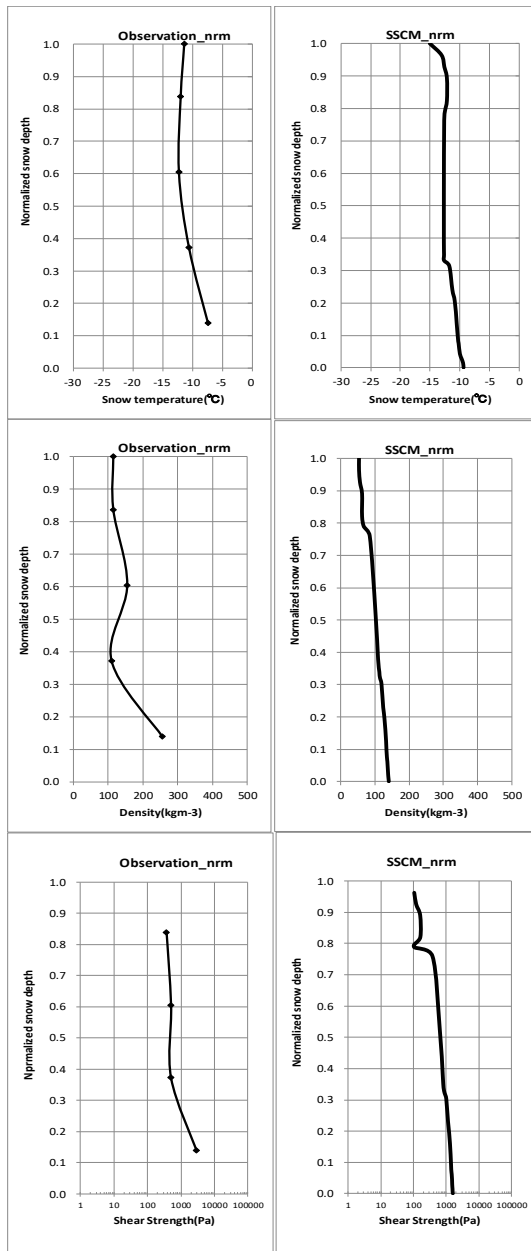 Observation_nrm
1.0
0.9
0.8
0.7
0.6
0.5
0.4
0.3
0.2
0.1
0.0
Normalized snow depth
-30 -25 -20 -15 -10 -5 0
Snow temperature(℃)
SSCM_nrm
1.0
0.9
0.8
0.7
0.6
0.5
0.4
0.3
0.2
0.1
0.0
Normalized snow depth
-30 -25 -20 -15 -10 -5 0
Snow temperature(℃)
Observation_nrm
1.0
0.9
0.8
0.7
0.6
0.5
0.4
0.3
0.2
0.1
0.0
Normalized snow depth
0 100 200 300 400 500
Density(kgm-3)
SSCM_nrm
1.0
0.9
0.8
0.7
0.6
0.5
0.4
0.3
0.2
0.1
0.0
Normalized snow depth
0 100 200 300 400 500
Density(kgm-3)
Observation_nrm
1.0
0.9
0.8
0.7
0.6
0.5
0.4
0.3
0.2
0.1
0.0
Nprmalized snow depth
1 10 100 1000 10000 100000
Shear Strength(Pa)
SSCM_nrm
1.0
0.9
0.8
0.7
0.6
0.5
0.4
0.3
0.2
0.1
0.0
Normalized snow depth
1 10 100 1000 10000 100000
Shear Strength(Pa)